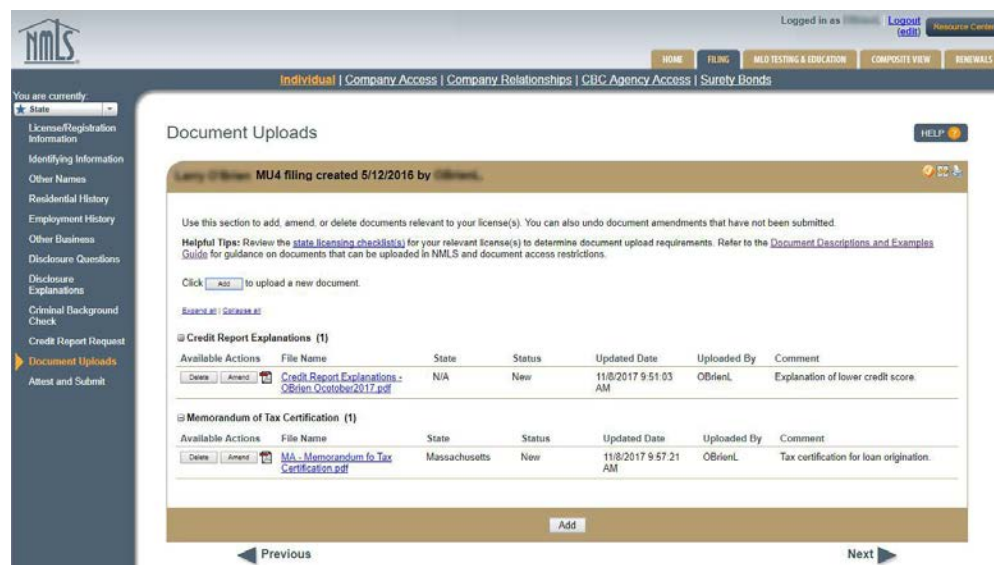 NMLS
Logged in as Logout
(edit)
Resource Center
HOME FILING MLO TESTING & EDUCATION COMPOSITE VIEW RENEWALS
Individual | Company Access | Company Relationships | CBC Agency Access | Surety Bonds
You are currently:
State
License/Registration
Information
Identifying Information
Other Names
Residential History
Employment History
Other Business
Disclosure Questions
Disclosure
Explanations
Criminal Background
Check
Credit Report Request
Document Uploads
Attest and Submit
Document Uploads
HELP
MU4 filing created 5/12/2016 by
Use this section to add, amend, or delete documents relevant to your license(s). You can also undo document amendments that have not been submitted.
Helpful Tips: Review the state licensing checklist(s) for your relevant license(s) to determine document upload requirements. Refer to the Document Descriptions and Examples
Guide for guidance on documents that can be uploaded in NMLS and document access restrictions.
Click Add to upload a new document.
Expand all | Collapse all
Credit Report Explanations (1)
Available Actions File Name State Status Updated Date Uploaded By Comment
Delete Amend Credit Report Explanations - N/A New 11/8/2017 9:51:03 OBrienL Explanation of lower credit score.
OBrien Ocotober2017.pdf AM
Memorandum of Tax Certification (1)
Available Actions File Name State Status Updated Date Uploaded By Comment
Delete Amend MA - Memorandum fo Tax Massachusetts New 11/8/2017 9:57:21 OBrienL Tax certification for loan origination.
Certification.pdf AM
Add
Previous Next